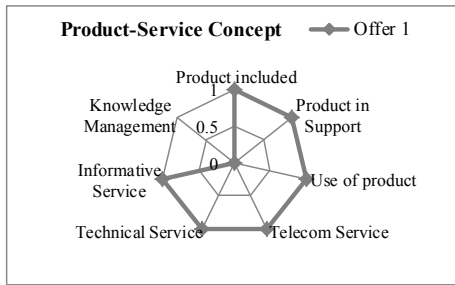 Product-Service Concept
Offer 1
Product included
1
Knowledge
Management
Product in
Support
0.5
0
Informative
Service
Use of product
Technical Service
Telecom Service